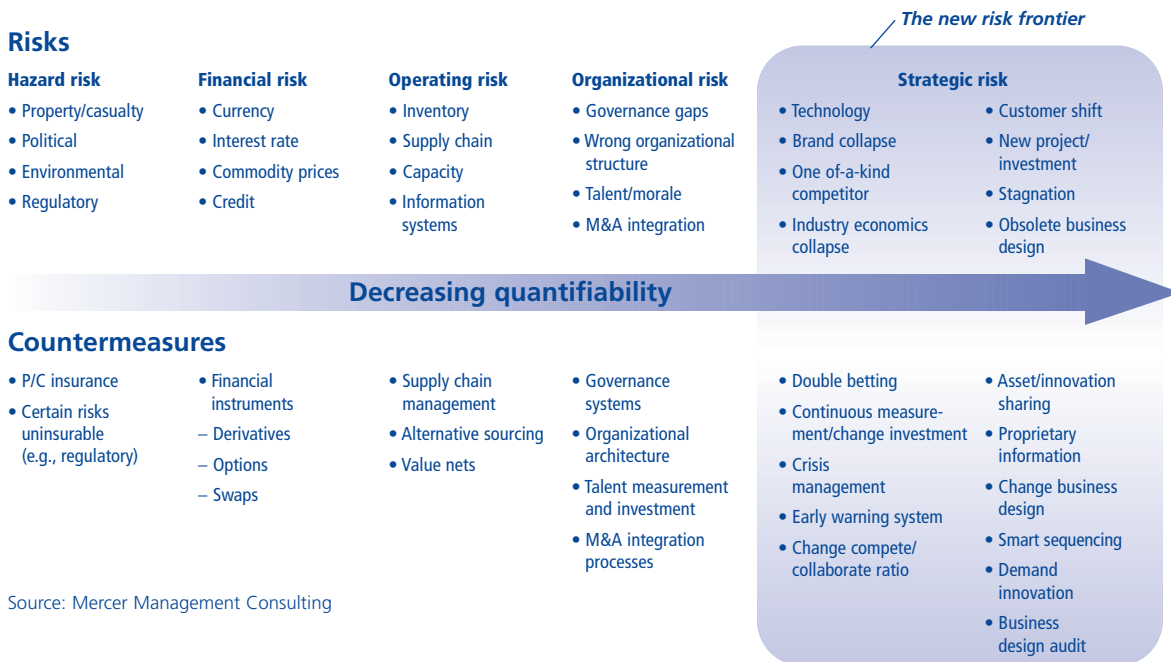 The new risk frontier
Risks
Hazard risk
• Property/casualty
• Political
• Environmental
• Regulatory
Financial risk
• Currency
• Interest rate
• Commodity prices
• Credit
Operating risk
• Inventory
• Supply chain
• Capacity
• Information
systems
Organizational risk
• Governance gaps
• Wrong organizational
structure
• Talent/morale
• M&A integration
Strategic risk
• Technology
• Brand collapse
• One of-a-kind
competitor
• Industry economics
collapse
• Customer shift
• New project/
investment
• Stagnation
• Obsolete business
design
Decreasing quantifiability
Countermeasures
• P/C insurance
• Certain risks
uninsurable
(e.g., regulatory)
• Financial
instruments
– Derivatives
– Options
– Swaps
• Supply chain
management
• Alternative sourcing
• Value nets
• Governance
systems
• Organizational
architecture
• Talent measurement
and investment
• M&A integration
processes
• Double betting
• Continuous measure-
ment/change investment
• Crisis
management
• Early warning system
• Change compete/
collaborate ratio
• Asset/innovation
sharing
• Proprietary
information
• Change business
design
• Smart sequencing
• Demand
innovation
• Business
design audit
Source: Mercer Management Consulting